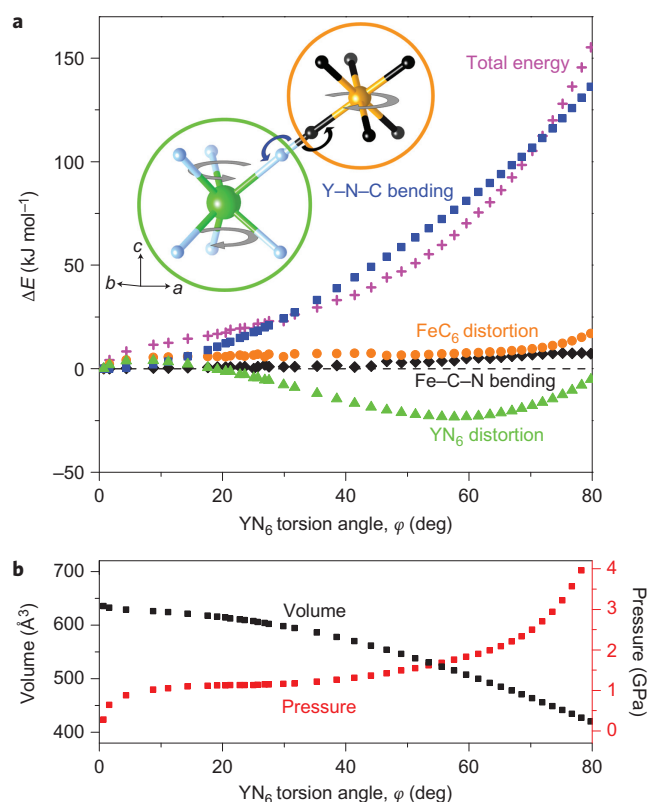 a
150
100
50
0
–50
ΔE (kJ mol⁻¹)
Total energy
Y–N–C bending
c
b
a
FeC₆ distortion
Fe–C–N bending
YN₆ distortion
0
20
40
60
80
YN₆ torsion angle, φ (deg)
b
700
600
500
400
Volume (Å³)
Volume
Pressure
4
3
2
1
0
Pressure (GPa)
0
20
40
60
80
YN₆ torsion angle, φ (deg)